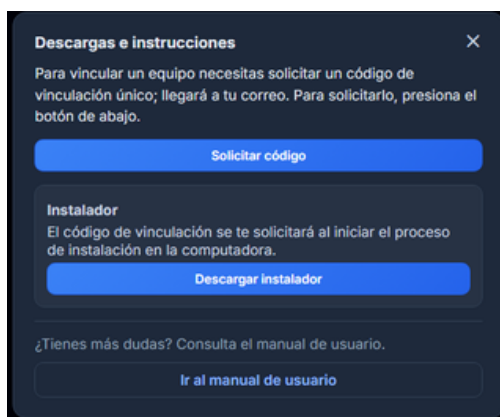 Descargas e instrucciones
Para vincular un equipo necesitas solicitar un código de
vinculación único; llegará a tu correo. Para solicitarlo, presiona el
botón de abajo.
Solicitar código
Instalador
El código de vinculación se te solicitará al iniciar el proceso
de instalación en la computadora.
Descargar instalador
¿Tienes más dudas? Consulta el manual de usuario.
Ir al manual de usuario